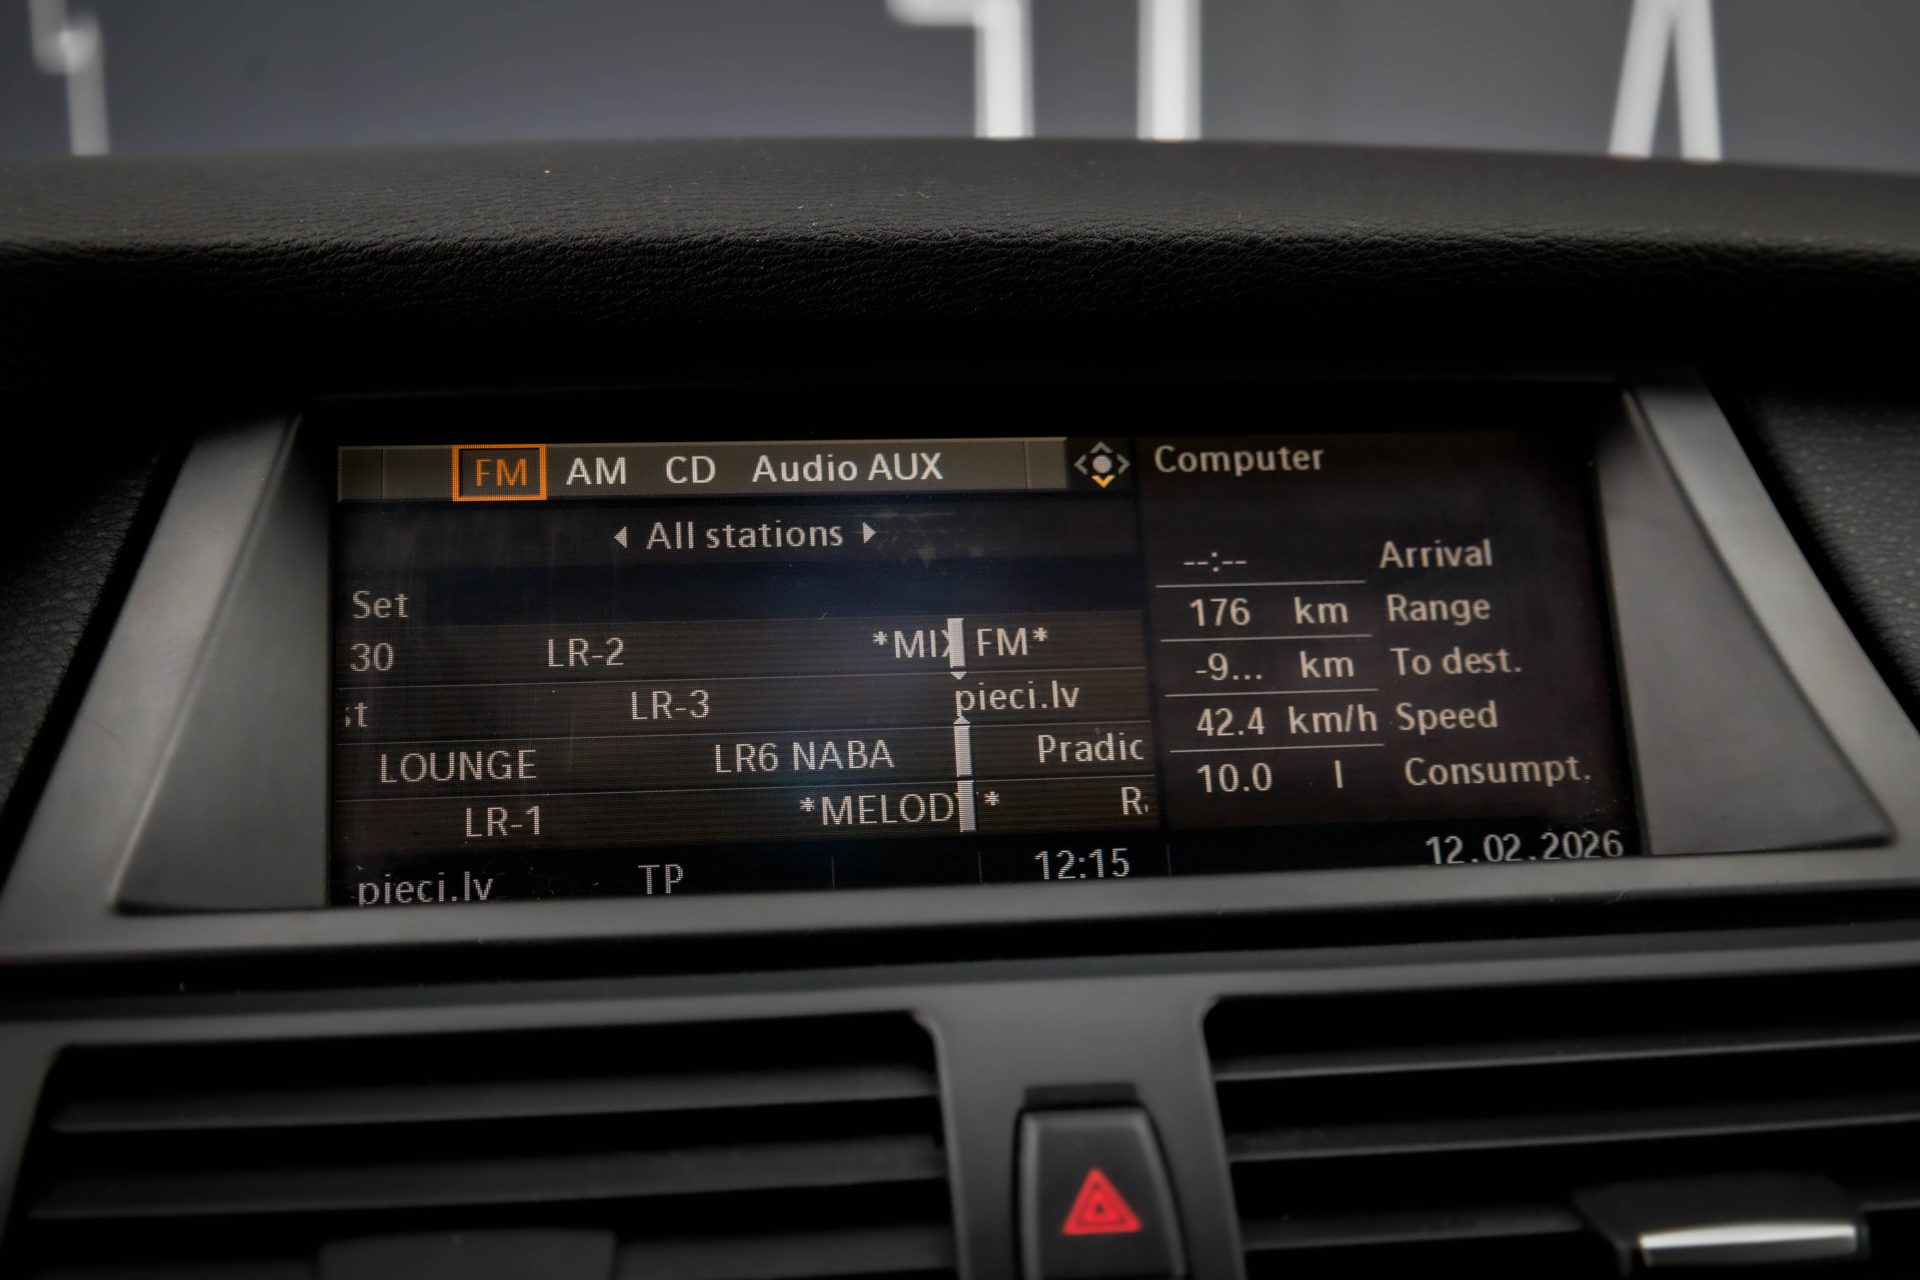 FM AM CD Audio AUX
All stations
Set
30 LR-2 *MIX FM*
LR-3 pieci.lv
LOUNGE LR6 NABA Pradic
LR-1 *MELODY *
pieci.lv TP 12:15
Computer
--:-- Arrival
176 km Range
-9... km To dest.
42.4 km/h Speed
10.0 l Consumpt.
12.02.2026